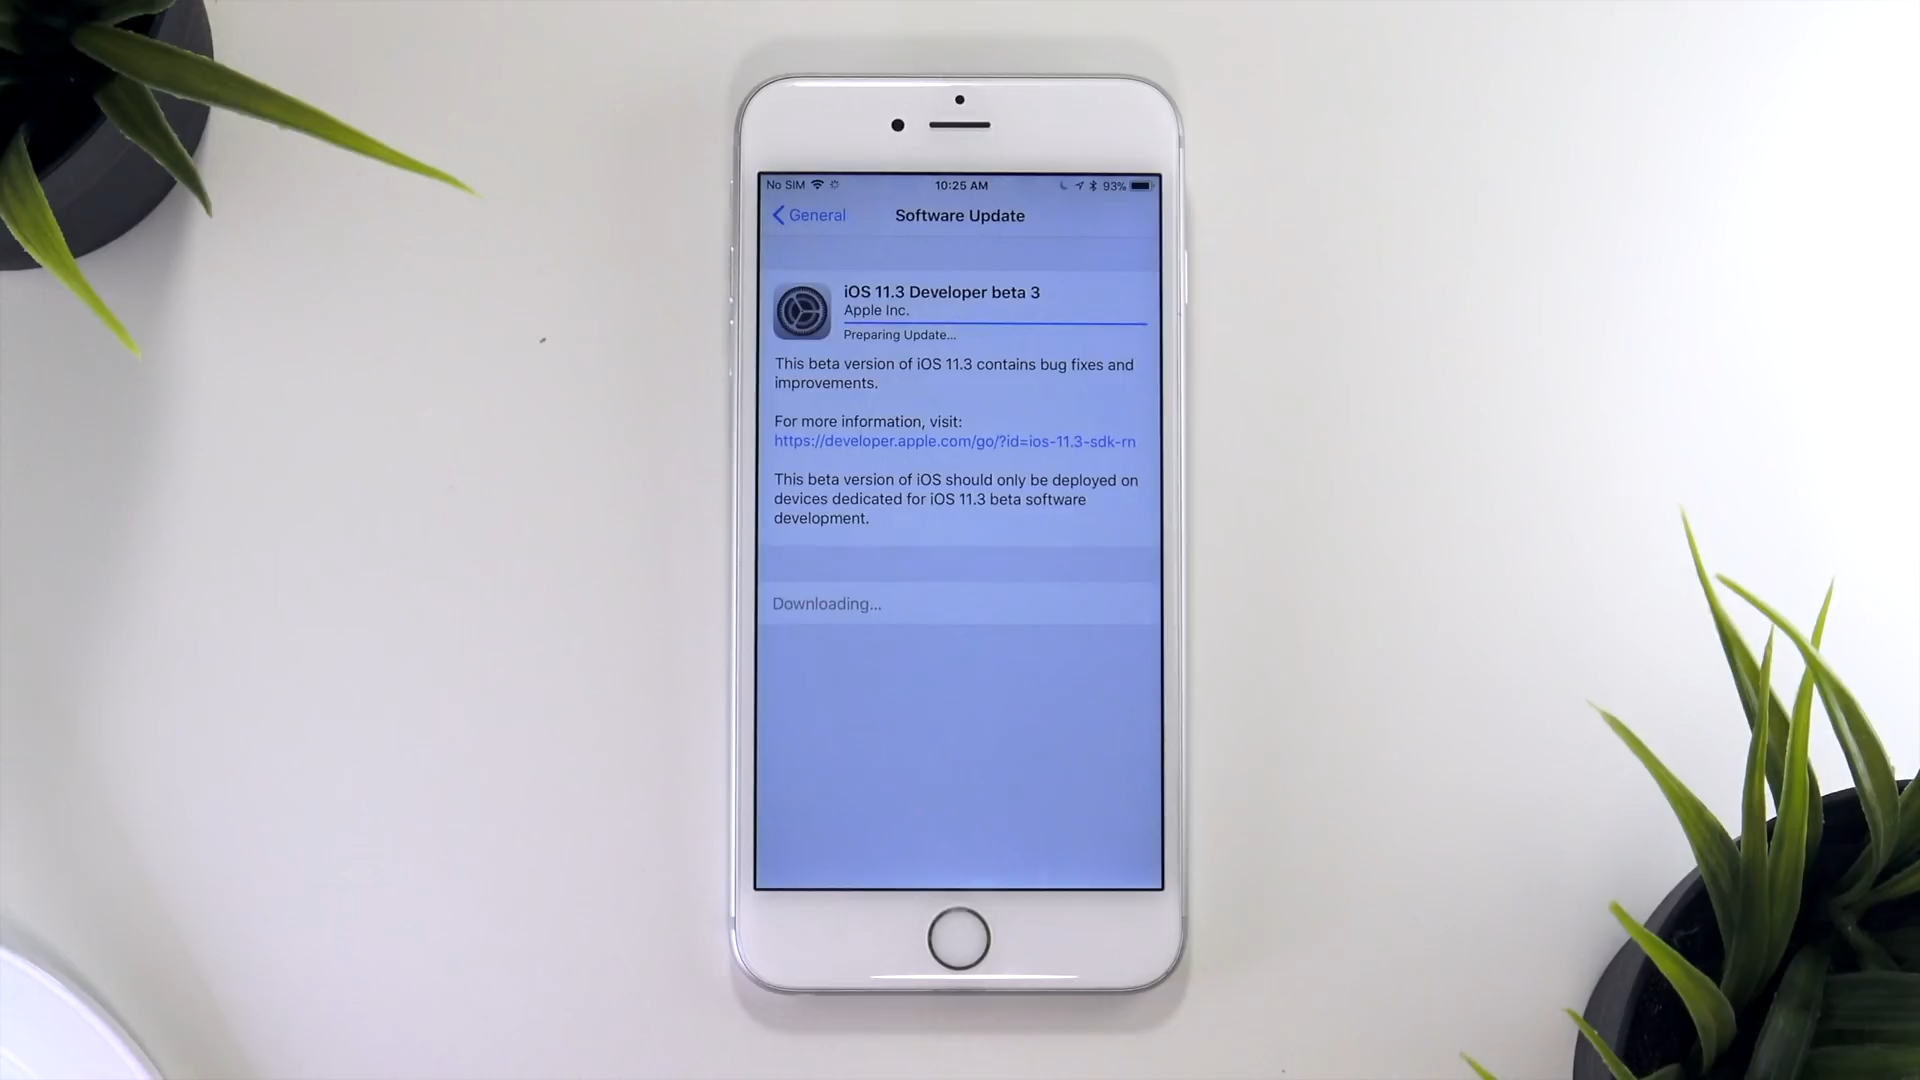 No SIM 10:25 AM 93%
General Software Update
iOS 11.3 Developer beta 3
Apple Inc.
Preparing Update...
This beta version of iOS 11.3 contains bug fixes and
improvements.
For more information, visit:
https://developer.apple.com/go/?id=ios-11.3-sdk-rn
This beta version of iOS should only be deployed on
devices dedicated for iOS 11.3 beta software
development.
Downloading...